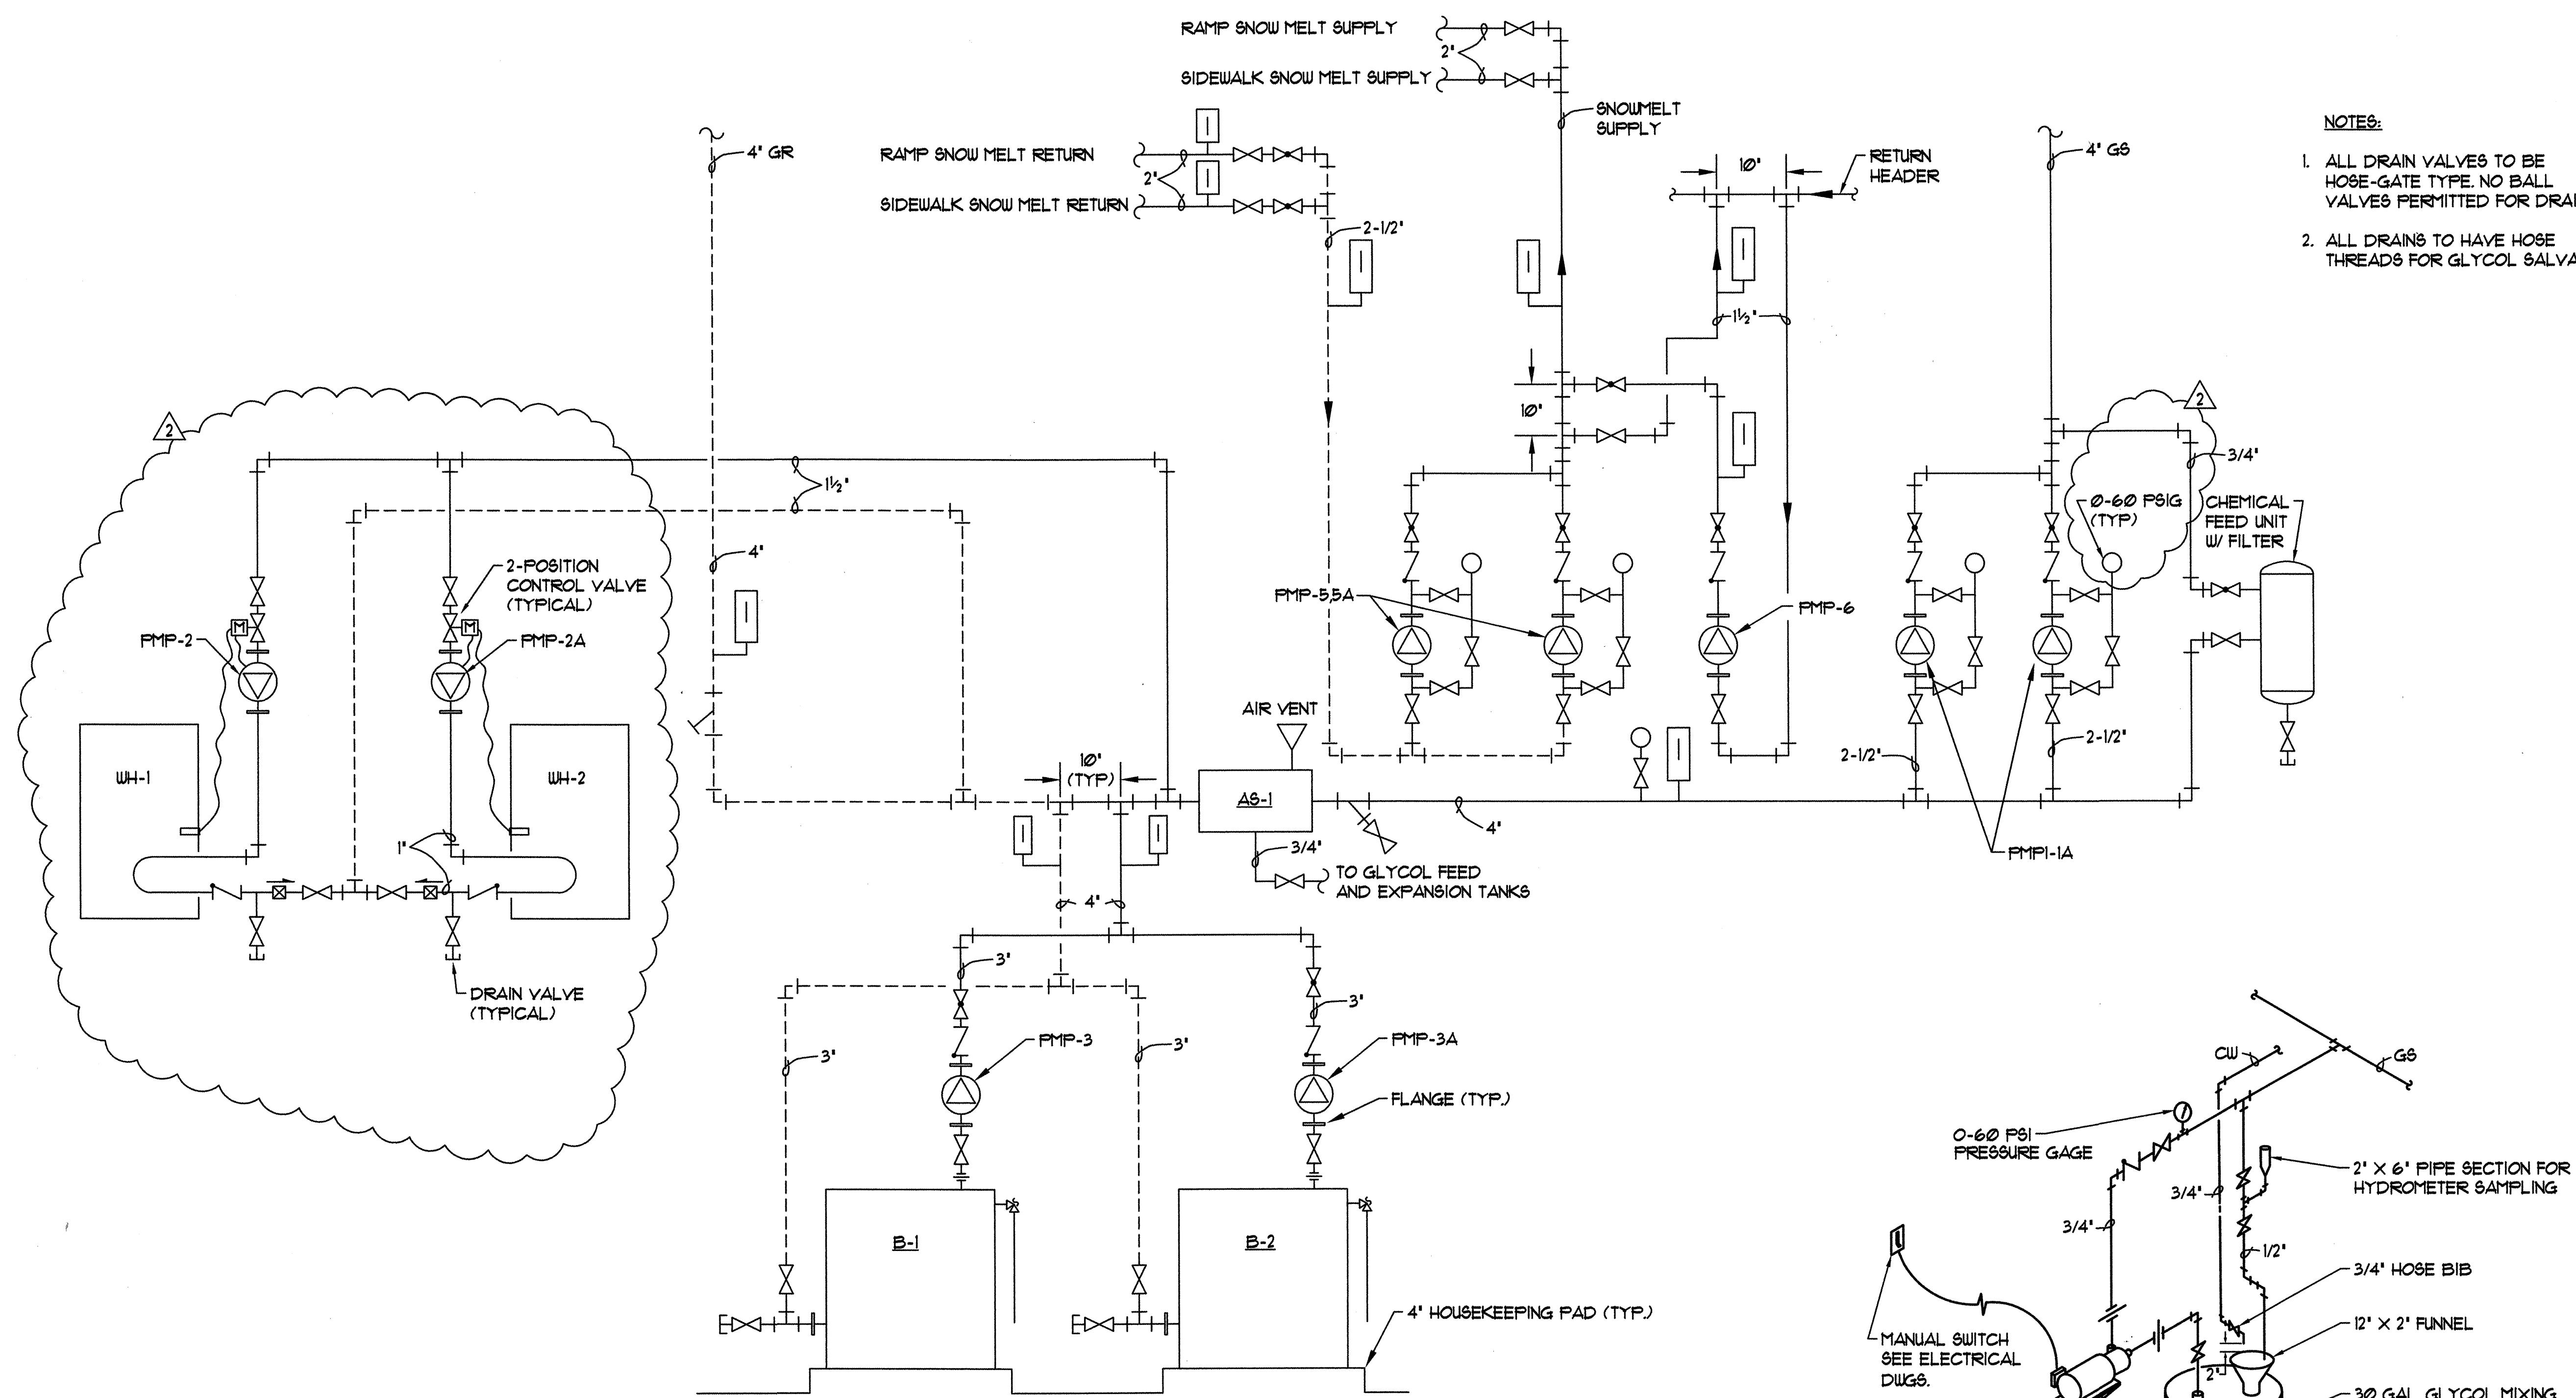 RAMP SNOW MELT SUPPLY
2"
SIDEWALK SNOW MELT SUPPLY
SNOWMELT
SUPPLY
4" GR
RAMP SNOW MELT RETURN
2"
SIDEWALK SNOW MELT RETURN
2-1/2"
10"
RETURN
HEADER
4" GS
NOTES:
1. ALL DRAIN VALVES TO BE
HOSE-GATE TYPE. NO BALL
VALVES PERMITTED FOR
2. ALL DRAINS TO HAVE HOSE
THREADS FOR GLYCOL
1½"
10"
2
2
3/4"
1½"
0-60 PSIG
(TYP)
CHEMICAL
FEED UNIT
W/ FILTER
4"
2-POSITION
CONTROL VALVE
(TYPICAL)
M
M
PMP-2
PMP-2A
PMP-5,5A
PMP-6
AIR VENT
2-1/2"
2-1/2"
WH-1
WH-2
10"
(TYP)
AS-1
4"
1"
3/4"
TO GLYCOL FEED
AND EXPANSION TANKS
PMP1-1A
4"
3"
3"
DRAIN VALVE
(TYPICAL)
3"
3"
PMP-3
PMP-3A
FLANGE (TYP.)
B-1
B-2
4" HOUSEKEEPING PAD (TYP.)
CW
GS
0-60 PSI
PRESSURE GAGE
2" X 6" PIPE SECTION FOR
HYDROMETER SAMPLING
3/4"
3/4"
1/2"
3/4" HOSE BIB
12" X 2" FUNNEL
MANUAL SWITCH
SEE ELECTRICAL
DWGS.
2"
30 GAL GLYCOL MIXING